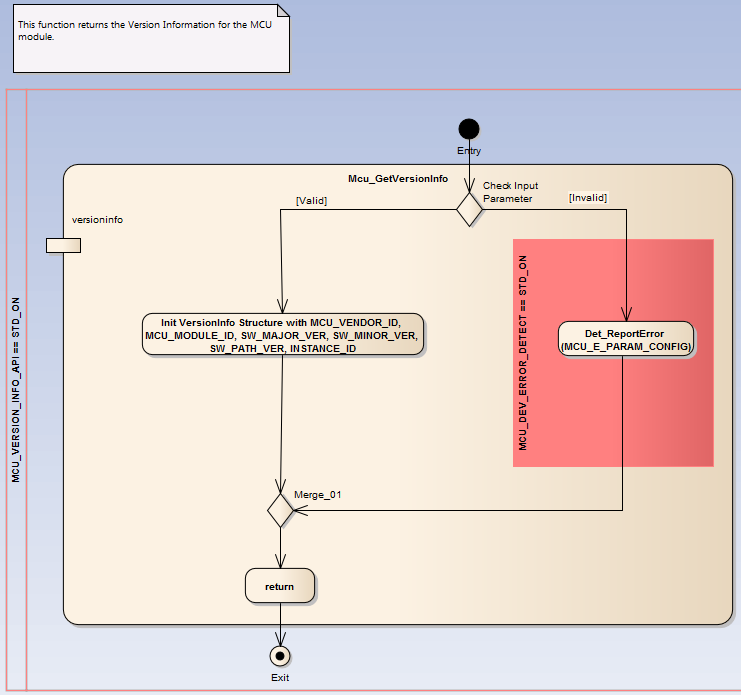 This function returns the Version Information for the MCU
module.
Entry
Mcu_GetVersionInfo
Check Input
Parameter
[Valid]
[Invalid]
versioninfo
MCU_VERSION_INFO_API == STD_ON
MCU_DEV_ERROR_DETECT == STD_ON
Init VersionInfo Structure with MCU_VENDOR_ID,
MCU_MODULE_ID, SW_MAJOR_VER, SW_MINOR_VER,
SW_PATH_VER, INSTANCE_ID
Det_ReportError
(MCU_E_PARAM_CONFIG)
Merge_01
return
Exit